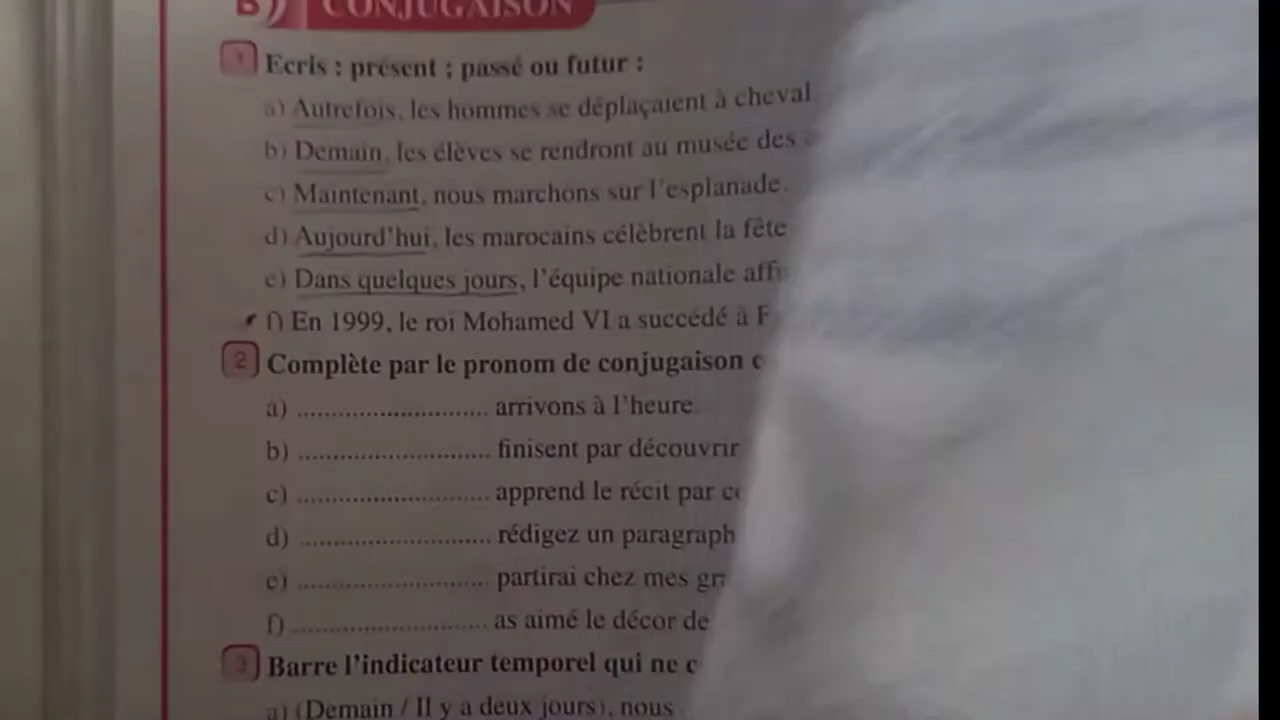 B) CONJUGAISON
1 Ecris : présent ; passé ou futur :
a) Autrefois, les hommes se déplaçaient à cheval.
b) Demain, les élèves se rendront au musée des
c) Maintenant, nous marchons sur l'esplanade.
d) Aujourd'hui, les marocains célèbrent la fête
e) Dans quelques jours, l'équipe nationale
f) En 1999, le roi Mohamed VI a succédé à
2 Complète par le pronom de conjugaison
a) ............................ arrivons à l'heure.
b) ............................ finisent par découvrir
c) ............................ apprend le récit par
d) ............................ rédigez un
e) ............................ partirai chez mes
f) ............................ as aimé le décor de
3 Barre l'indicateur temporel qui ne
a) (Demain / Il y a deux jours), nous